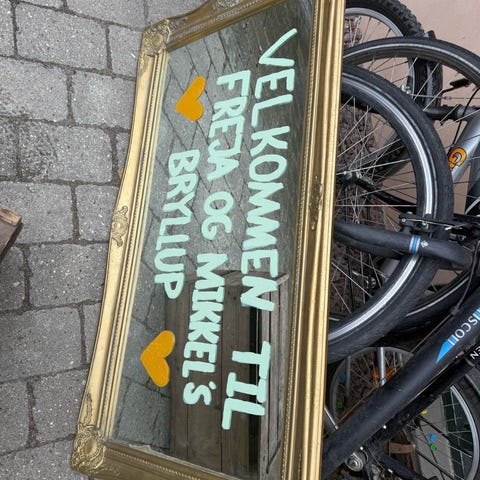 VELKOMMEN TIL
FREJA OG MIKKEL'S
BRYLLUP